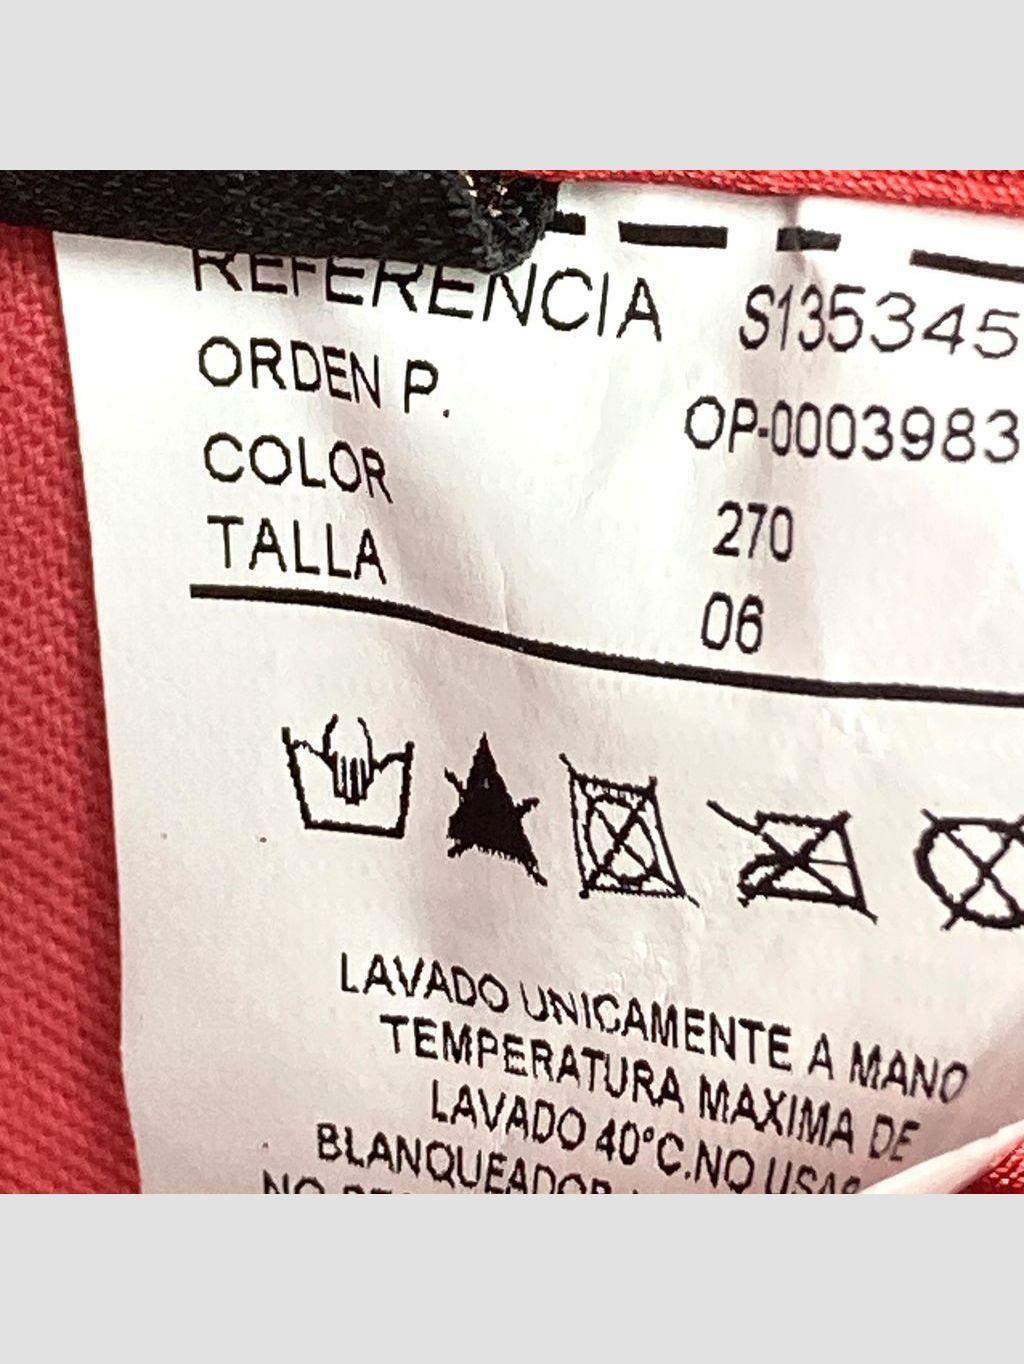 REFERENCIA S135345
ORDEN P. OP-0003983
COLOR 270
TALLA 06
LAVADO UNICAMENTE A MANO
TEMPERATURA MAXIMA DE
LAVADO 40°C.NO USAR
BLANQUEADOR
NO